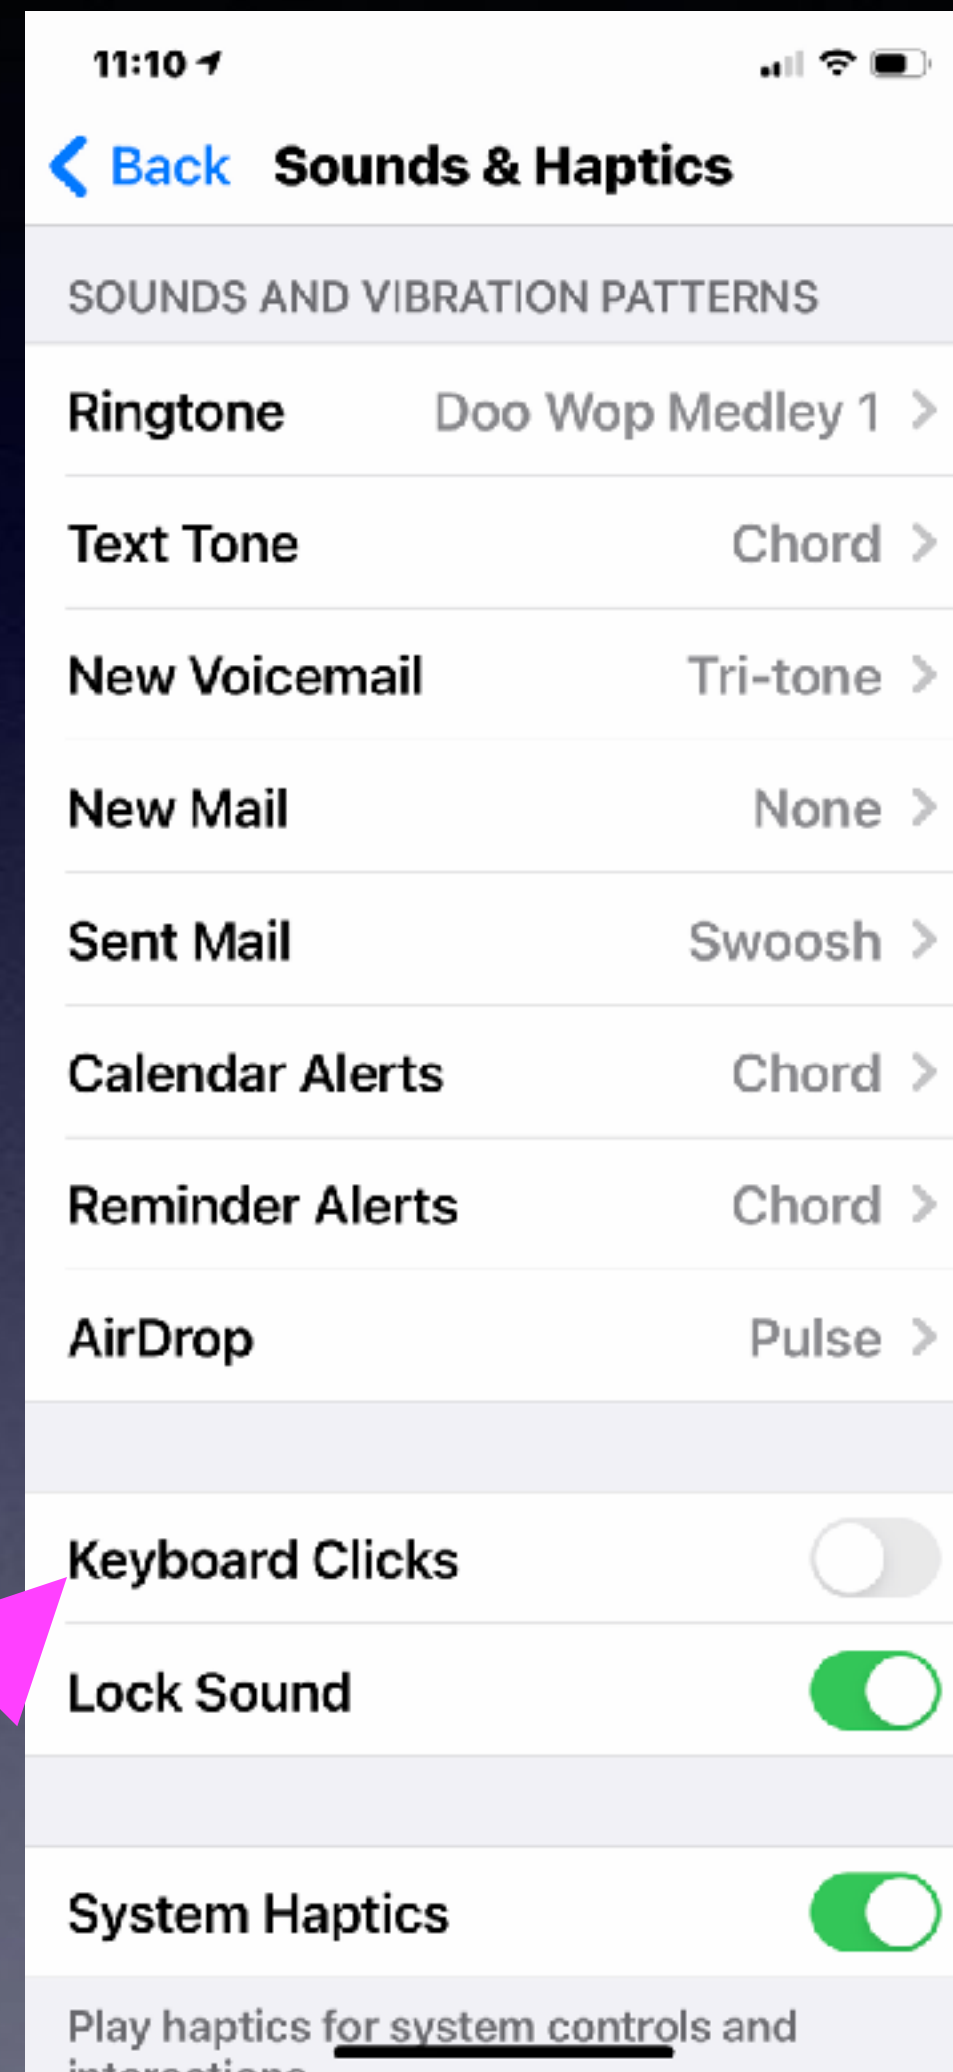 11:10
Back Sounds & Haptics
SOUNDS AND VIBRATION PATTERNS
Ringtone Doo Wop Medley 1
Text Tone Chord
New Voicemail Tri-tone
New Mail None
Sent Mail Swoosh
Calendar Alerts Chord
Reminder Alerts Chord
AirDrop Pulse
Keyboard Clicks
Lock Sound
System Haptics
Play haptics for system controls and